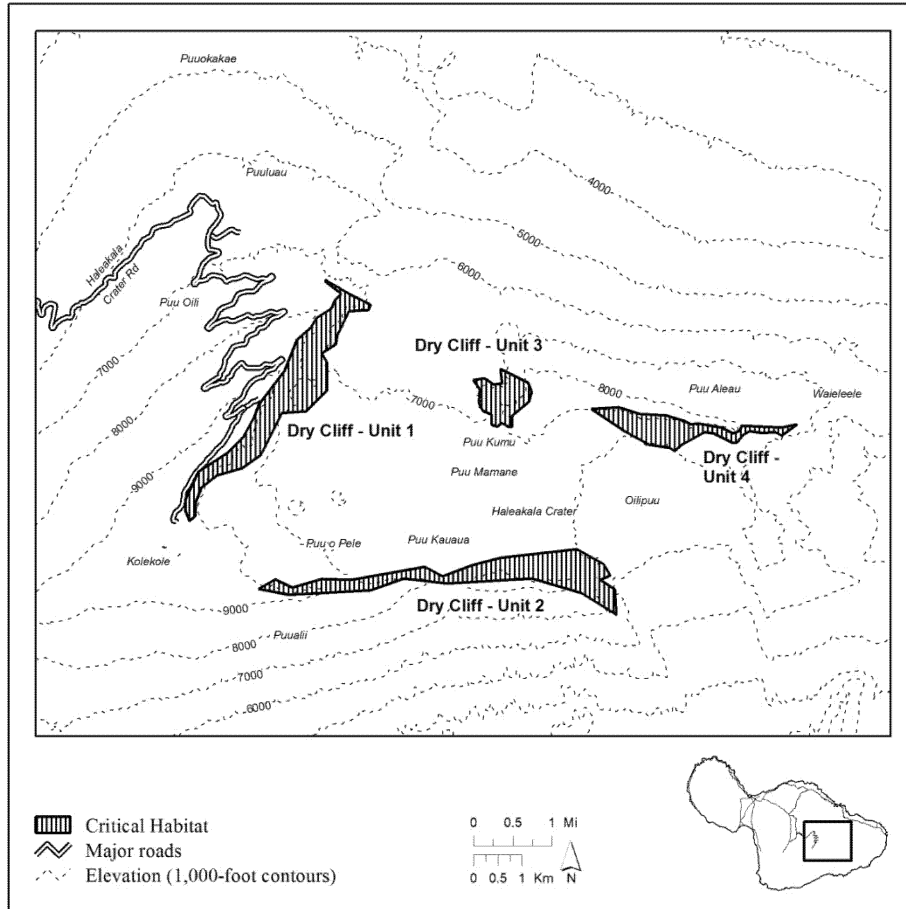 Puuokakae
Puuluau
4000
5000
6000
Haleakala
Crater Rd
Puu Oili
7000
Dry Cliff - Unit 3
8000
Puu Aleau
Waieleele
7000
8000
Dry Cliff - Unit 1
Puu Kumu
Dry Cliff -
Unit 4
Puu Mamane
9000
Haleakala Crater
Oilipuu
Puu o Pele
Puu Kauaua
Kolekole
9000
Dry Cliff - Unit 2
Puualii
8000
7000
6000
Critical Habitat
Major roads
Elevation (1,000-foot contours)
0 0.5 1 Mi
0 0.5 1 Km
N